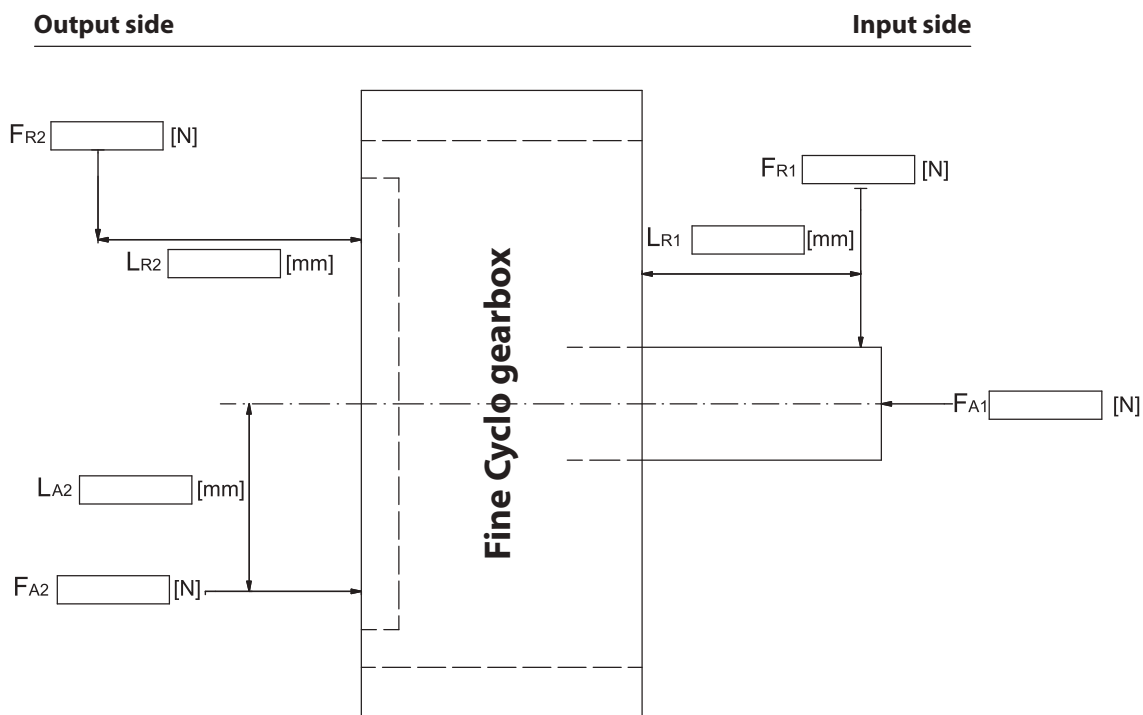 Output side
Input side
FR2 [N]
FR1 [N]
LR1 [mm]
LR2 [mm]
Fine Cyclo gearbox
FA1 [N]
LA2 [mm]
FA2 [N]